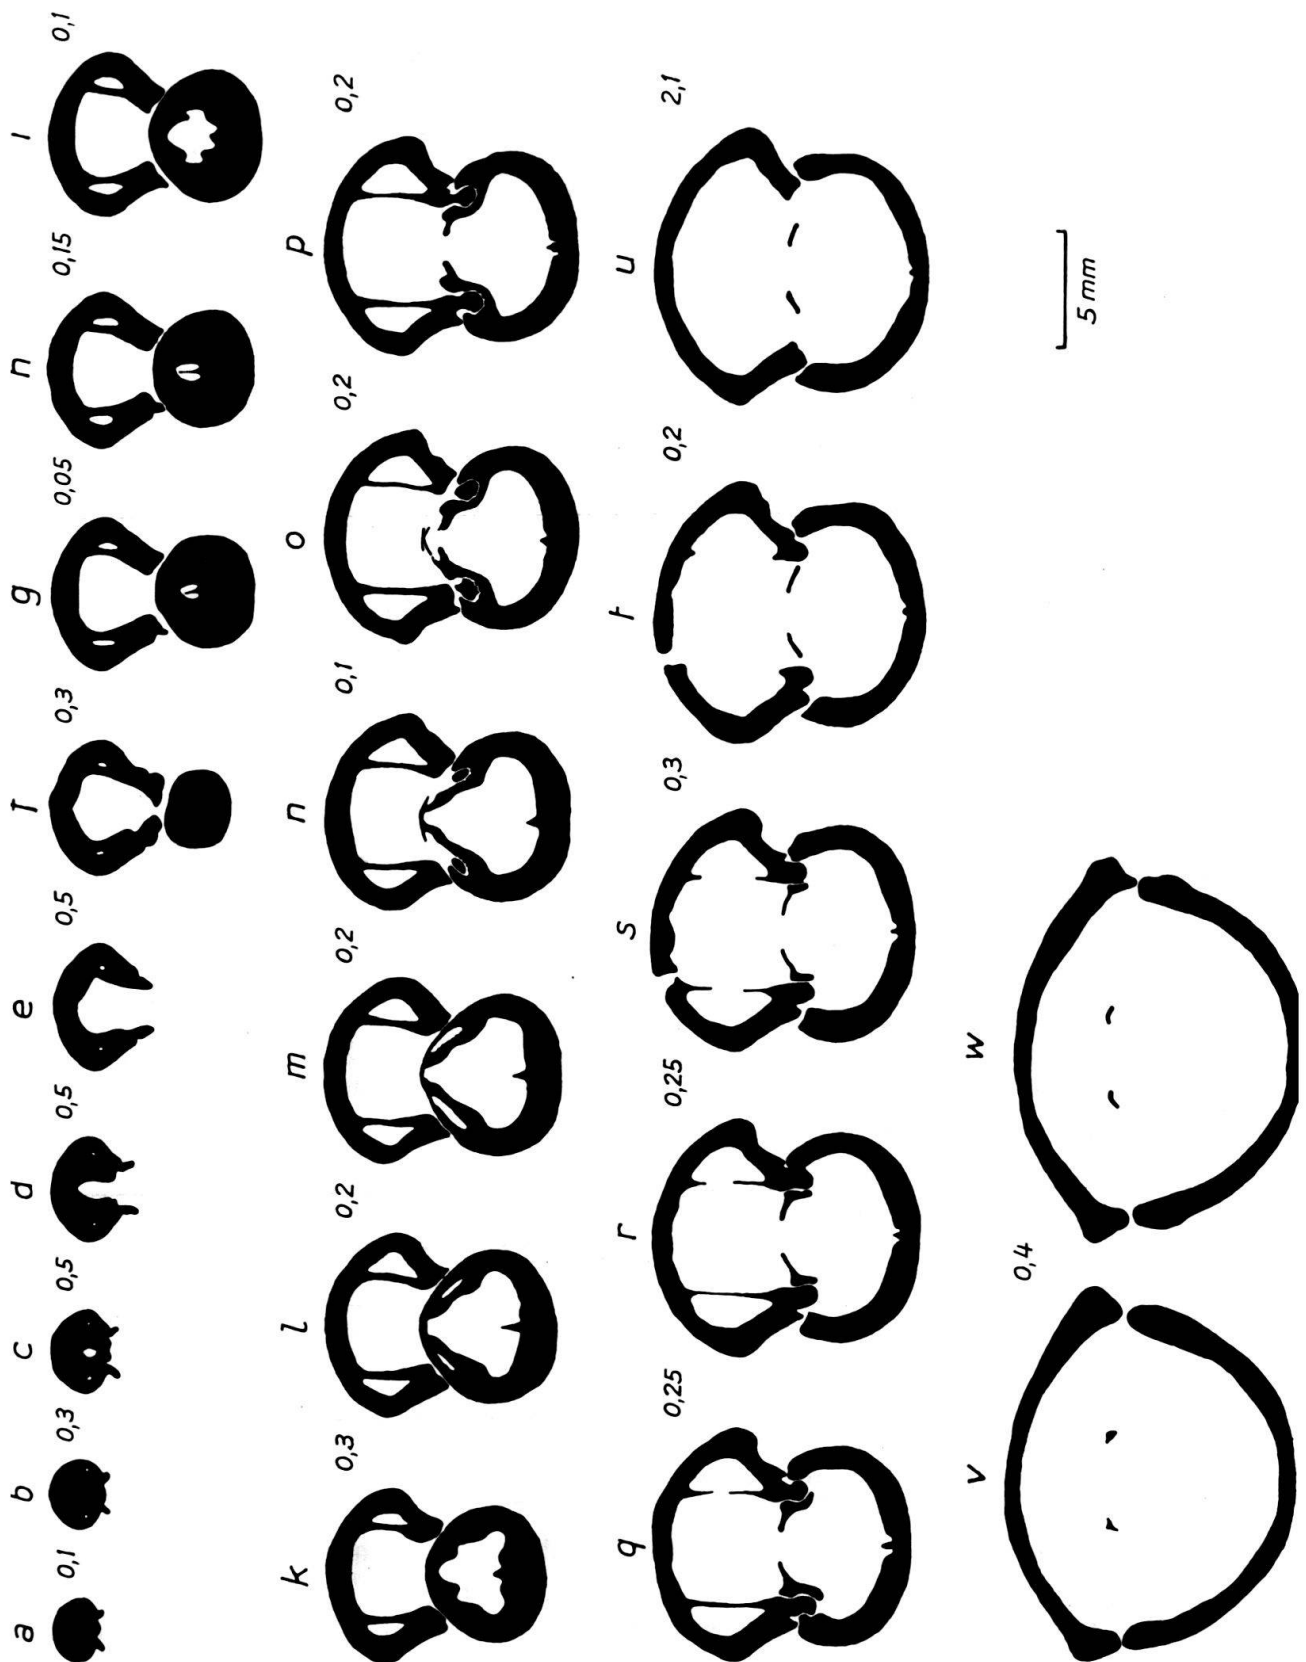 a 0,1 b 0,3 c 0,5 d 0,5 e 0,5 f 0,3 g 0,05 h 0,15 i 0,1
k 0,3 l 0,2 m 0,2 n 0,1 o 0,2 p 0,2
q 0,25 r 0,25 s 0,3 t 0,2 u 2,1
v 0,4 w
5 mm